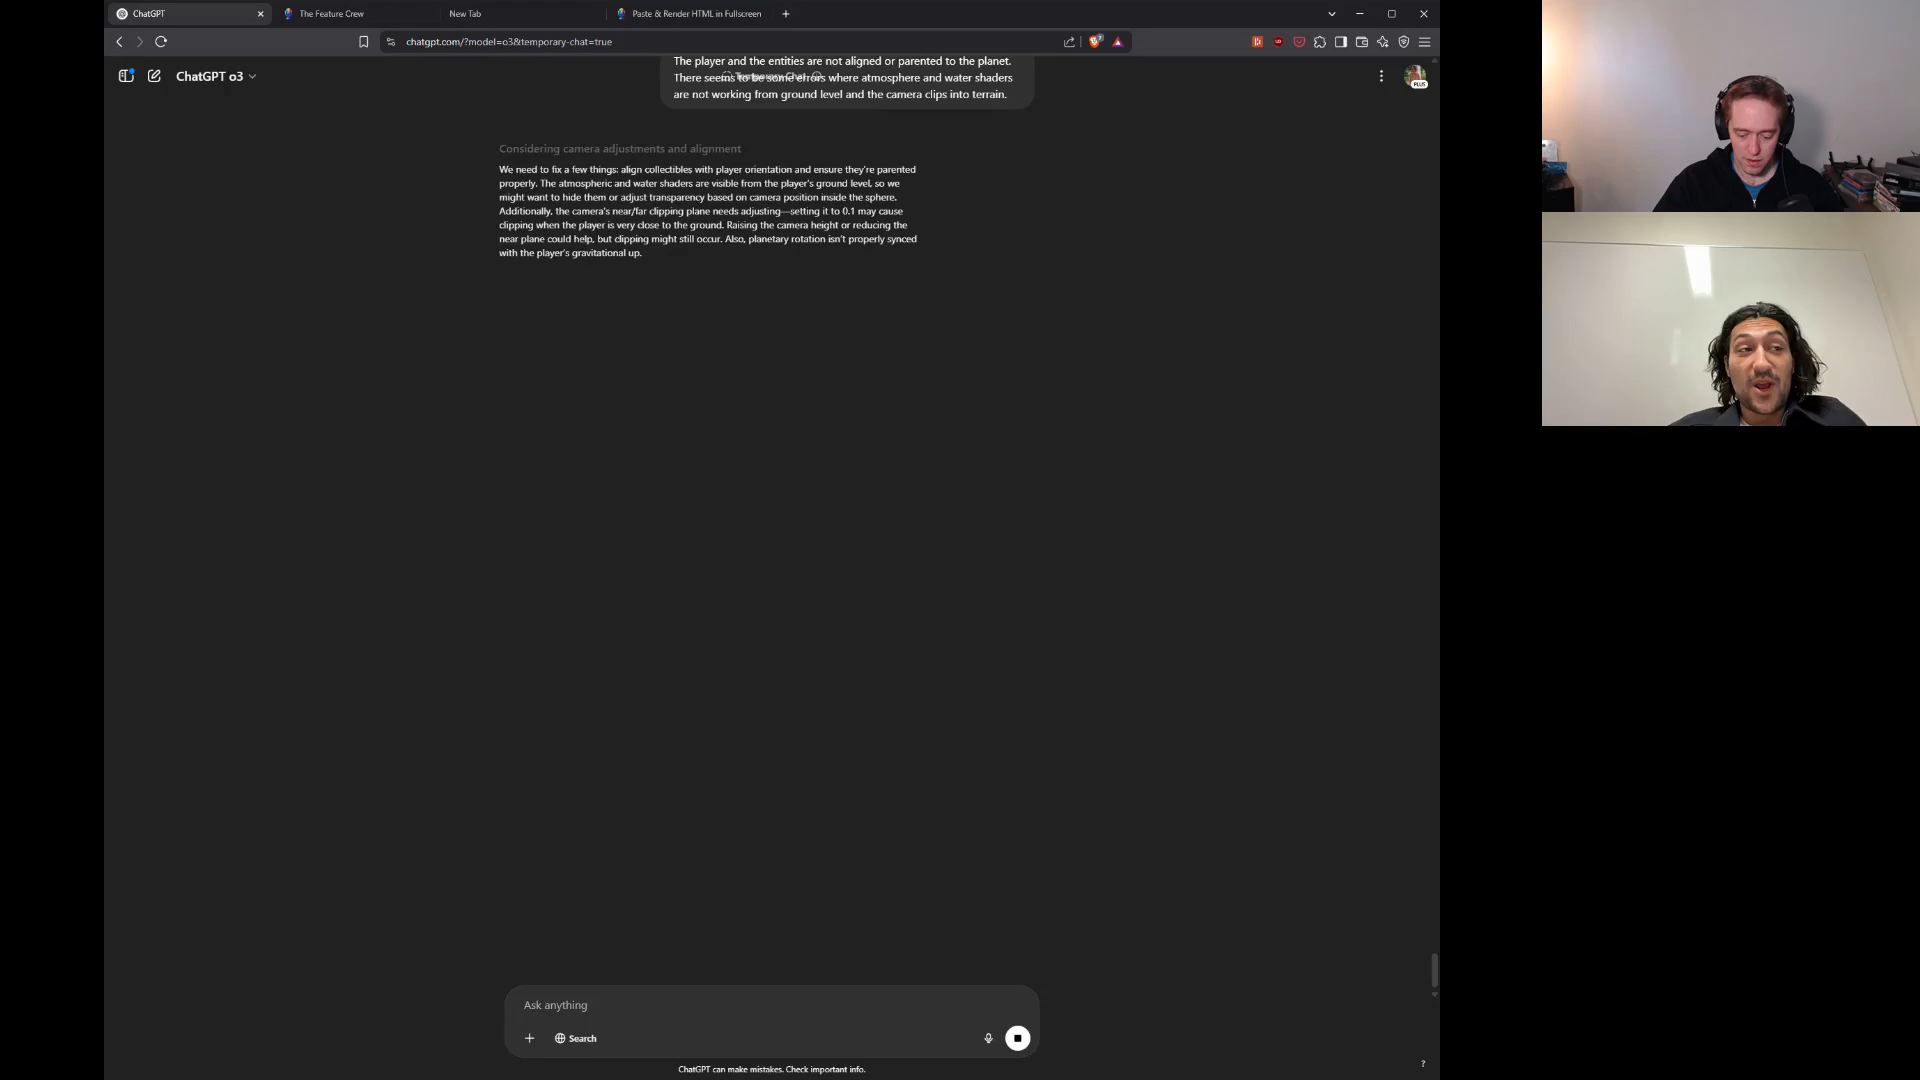 ChatGPT
The Feature Crew
New Tab
Paste & Render HTML in Fullscreen
chatgpt.com/?model=o3&temporary-chat=true
ChatGPT o3
PLUS
Temporary Chat
The player and the entities are not aligned or parented to the planet.
There seems to be some errors where atmosphere and water shaders
are not working from ground level and the camera clips into terrain.
Considering camera adjustments and alignment
We need to fix a few things: align collectibles with player orientation and ensure they're parented
properly. The atmospheric and water shaders are visible from the player's ground level, so we
might want to hide them or adjust transparency based on camera position inside the sphere.
Additionally, the camera's near/far clipping plane needs adjusting—setting it to 0.1 may cause
clipping when the player is very close to the ground. Raising the camera height or reducing the
near plane could help, but clipping might still occur. Also, planetary rotation isn't properly synced
with the player's gravitational up.
Ask anything
Search
ChatGPT can make mistakes. Check important info.
?